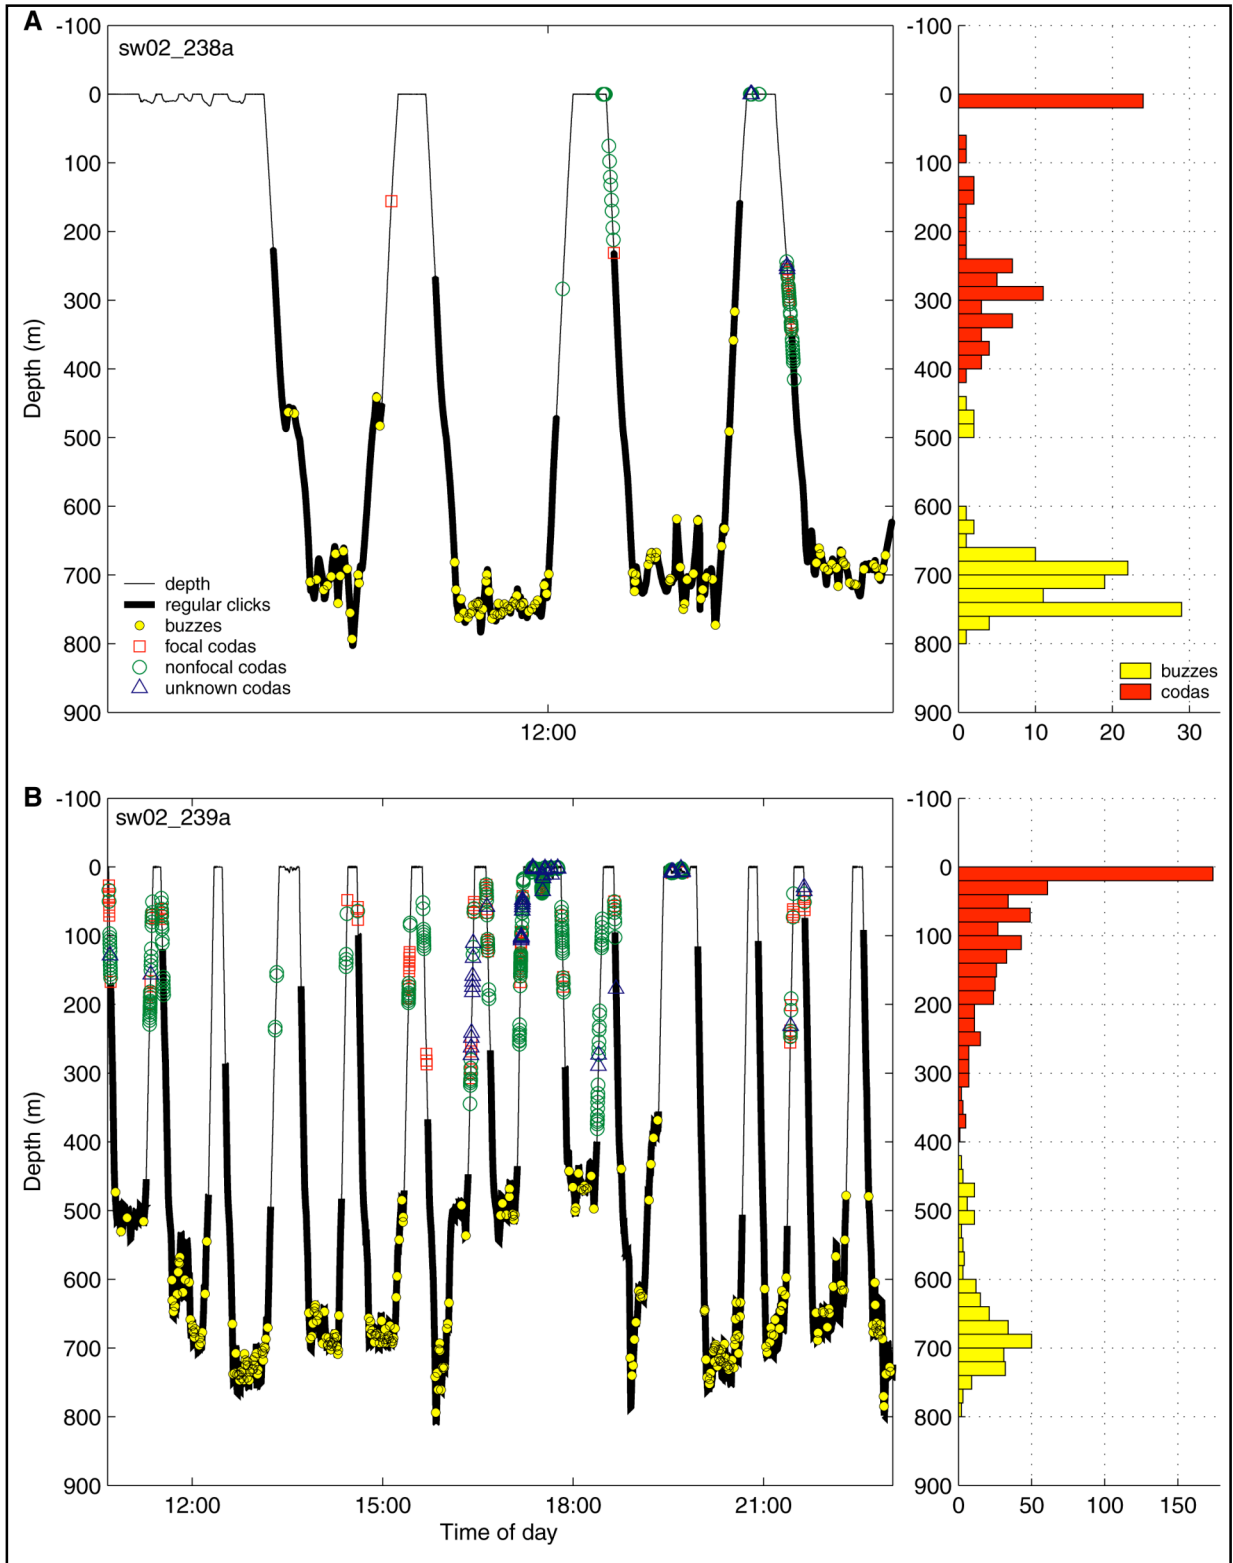 A
sw02_238a
-100
0
100
200
300
400
500
600
700
800
900
Depth (m)
depth
regular clicks
buzzes
focal codas
nonfocal codas
unknown codas
12:00
-100
0
100
200
300
400
500
600
700
800
900
buzzes
codas
0 10 20 30
B
sw02_239a
-100
0
100
200
300
400
500
600
700
800
900
Depth (m)
12:00 15:00 18:00 21:00
Time of day
-100
0
100
200
300
400
500
600
700
800
900
0 50 100 150